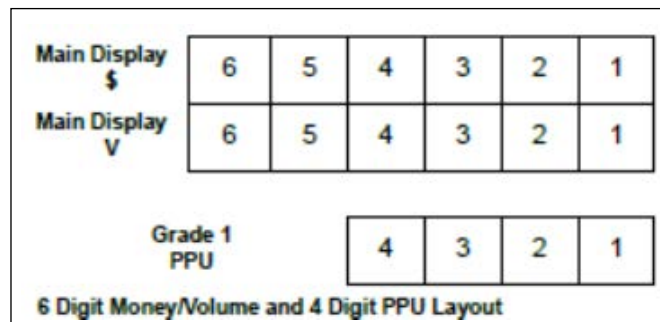 Main Display
$
6 5 4 3 2 1
Main Display
V
6 5 4 3 2 1
Grade 1
PPU
4 3 2 1
6 Digit Money/Volume and 4 Digit PPU Layout